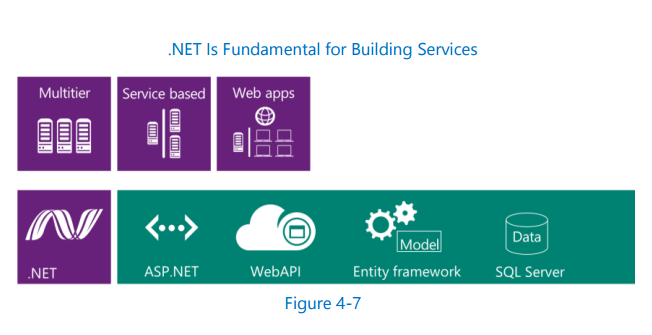 .NET Is Fundamental for Building Services
Multitier
Service based
Web apps
.NET
ASP.NET
WebAPI
Model
Entity framework
Data
SQL Server
Figure 4-7